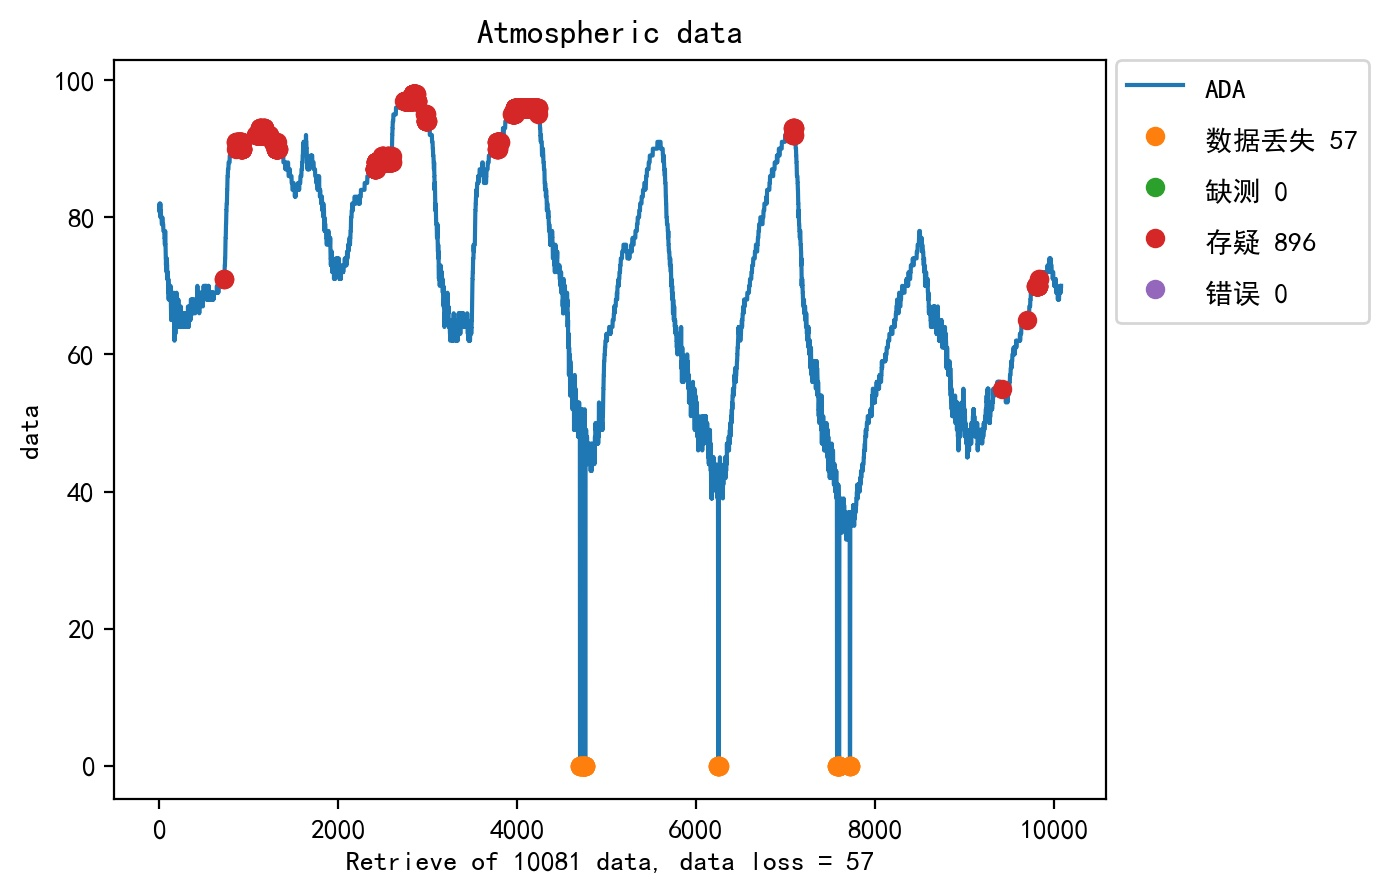 Atmospheric data
100
80
60
40
20
0
data
0 2000 4000 6000 8000 10000
Retrieve of 10081 data, data loss = 57
ADA
数据丢失 57
缺测 0
存疑 896
错误 0